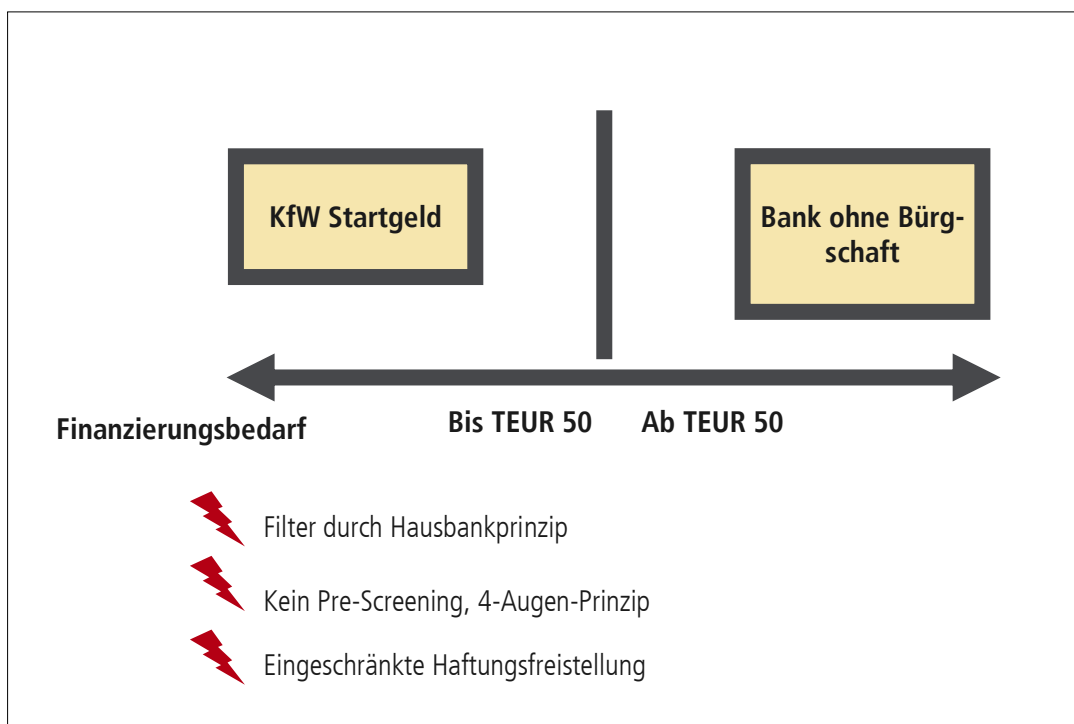 KfW Startgeld
Bank ohne Bürg-
schaft
Finanzierungsbedarf
Bis TEUR 50
Ab TEUR 50
Filter durch Hausbankprinzip
Kein Pre-Screening, 4-Augen-Prinzip
Eingeschränkte Haftungsfreistellung